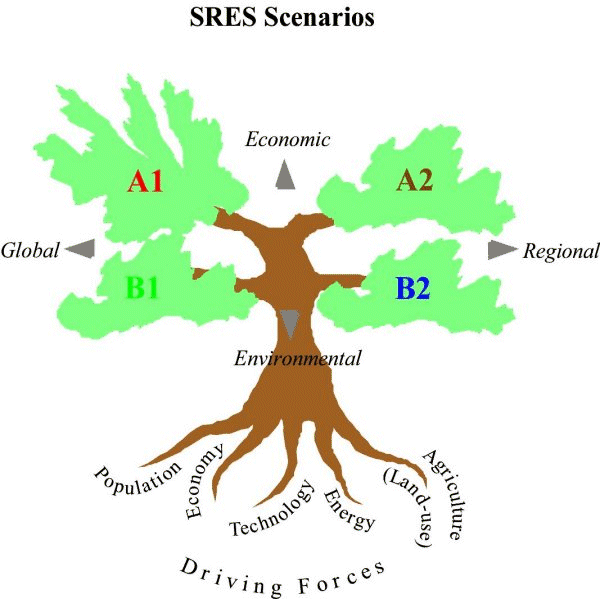 SRES Scenarios
Economic
A1
A2
Global
Regional
B1
B2
Environmental
Population
Economy
Technology
Energy
Agriculture
(Land-use)
Driving Forces